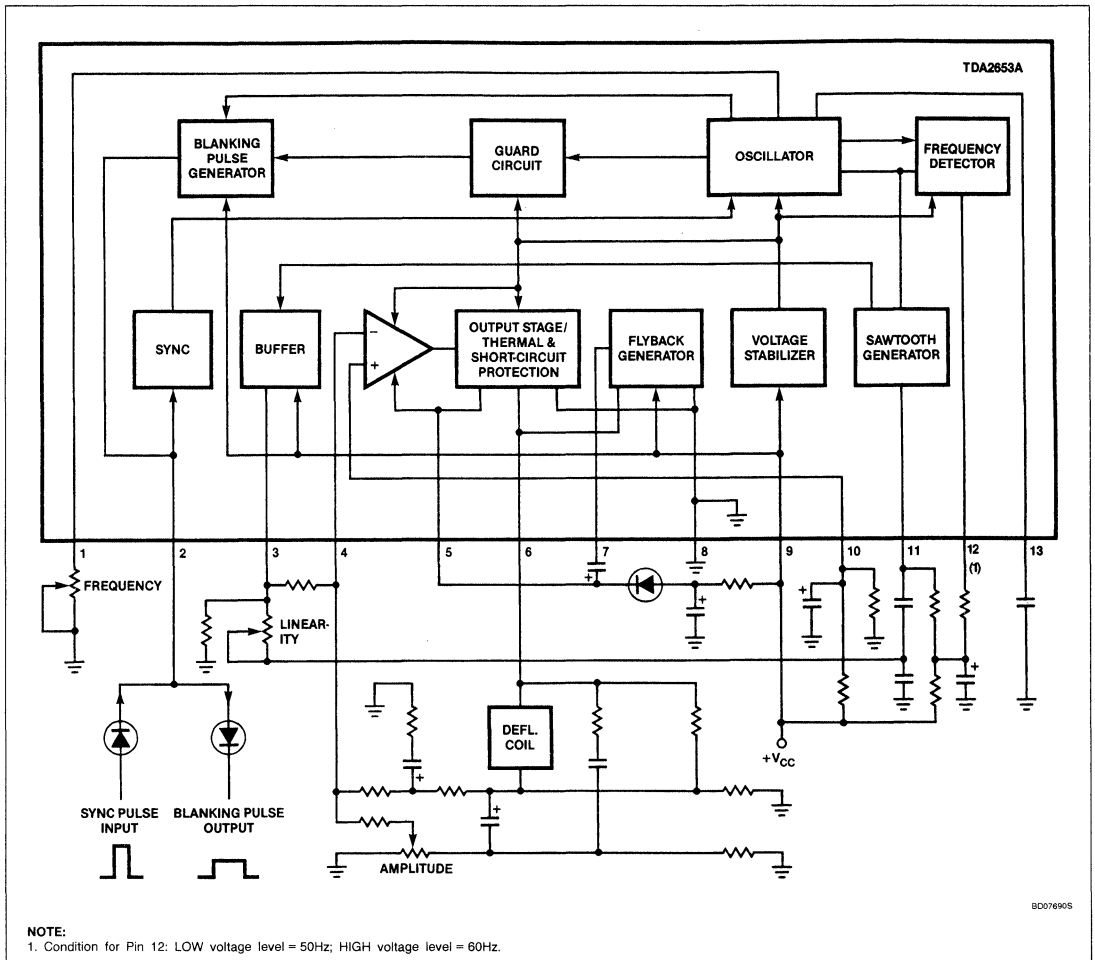 TDA2653A
BLANKING
PULSE
GENERATOR
GUARD
CIRCUIT
OSCILLATOR
FREQUENCY
DETECTOR
SYNC
BUFFER
−
+
OUTPUT STAGE/
THERMAL &
SHORT-CIRCUIT
PROTECTION
FLYBACK
GENERATOR
VOLTAGE
STABILIZER
SAWTOOTH
GENERATOR
1
2
3
4
5
6
7
8
9
10
11
12
13
(1)
FREQUENCY
LINEAR-
ITY
+
+
+
+
DEFL.
COIL
+VCC
+
+
SYNC PULSE
INPUT
BLANKING PULSE
OUTPUT
AMPLITUDE
BD07690S
NOTE:
1. Condition for Pin 12: LOW voltage level = 50Hz; HIGH voltage level = 60Hz.